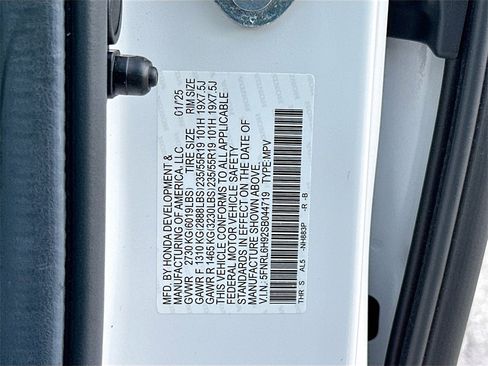 MFD. BY HONDA DEVELOPMENT &
MANUFACTURING OF AMERICA, LLC 01/25
GVWR 2730 KG(6019LBS) TIRE SIZE RIM SIZE
GAWR F 1310 KG(2888LBS)235/55R19 101H 19X7.5J
GAWR R 1465 KG(3230LBS)235/55R19 101H 19X7.5J
THIS VEHICLE CONFORMS TO ALL APPLICABLE
FEDERAL MOTOR VEHICLE SAFETY
STANDARDS IN EFFECT ON THE DATE OF
MANUFACTURE SHOWN ABOVE.
V.I.N.: 5FNRL6H92SB044719 TYPE:MPV
THR S AL5 -NH883P -R -B